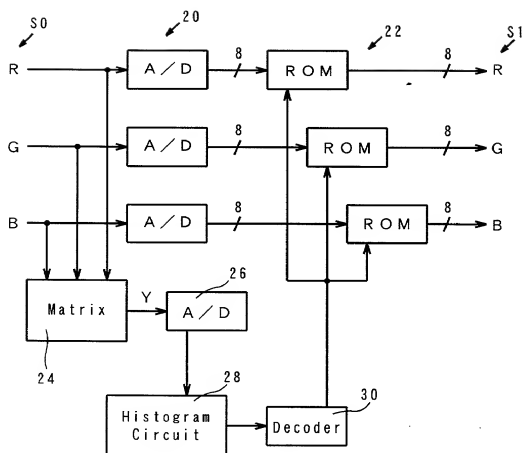 S0 20 22 S1
R A/D 8 ROM 8 R
G A/D 8 ROM 8 G
B A/D 8 ROM 8 B
Matrix Y A/D 26
24
28 30
Histogram Circuit Decoder